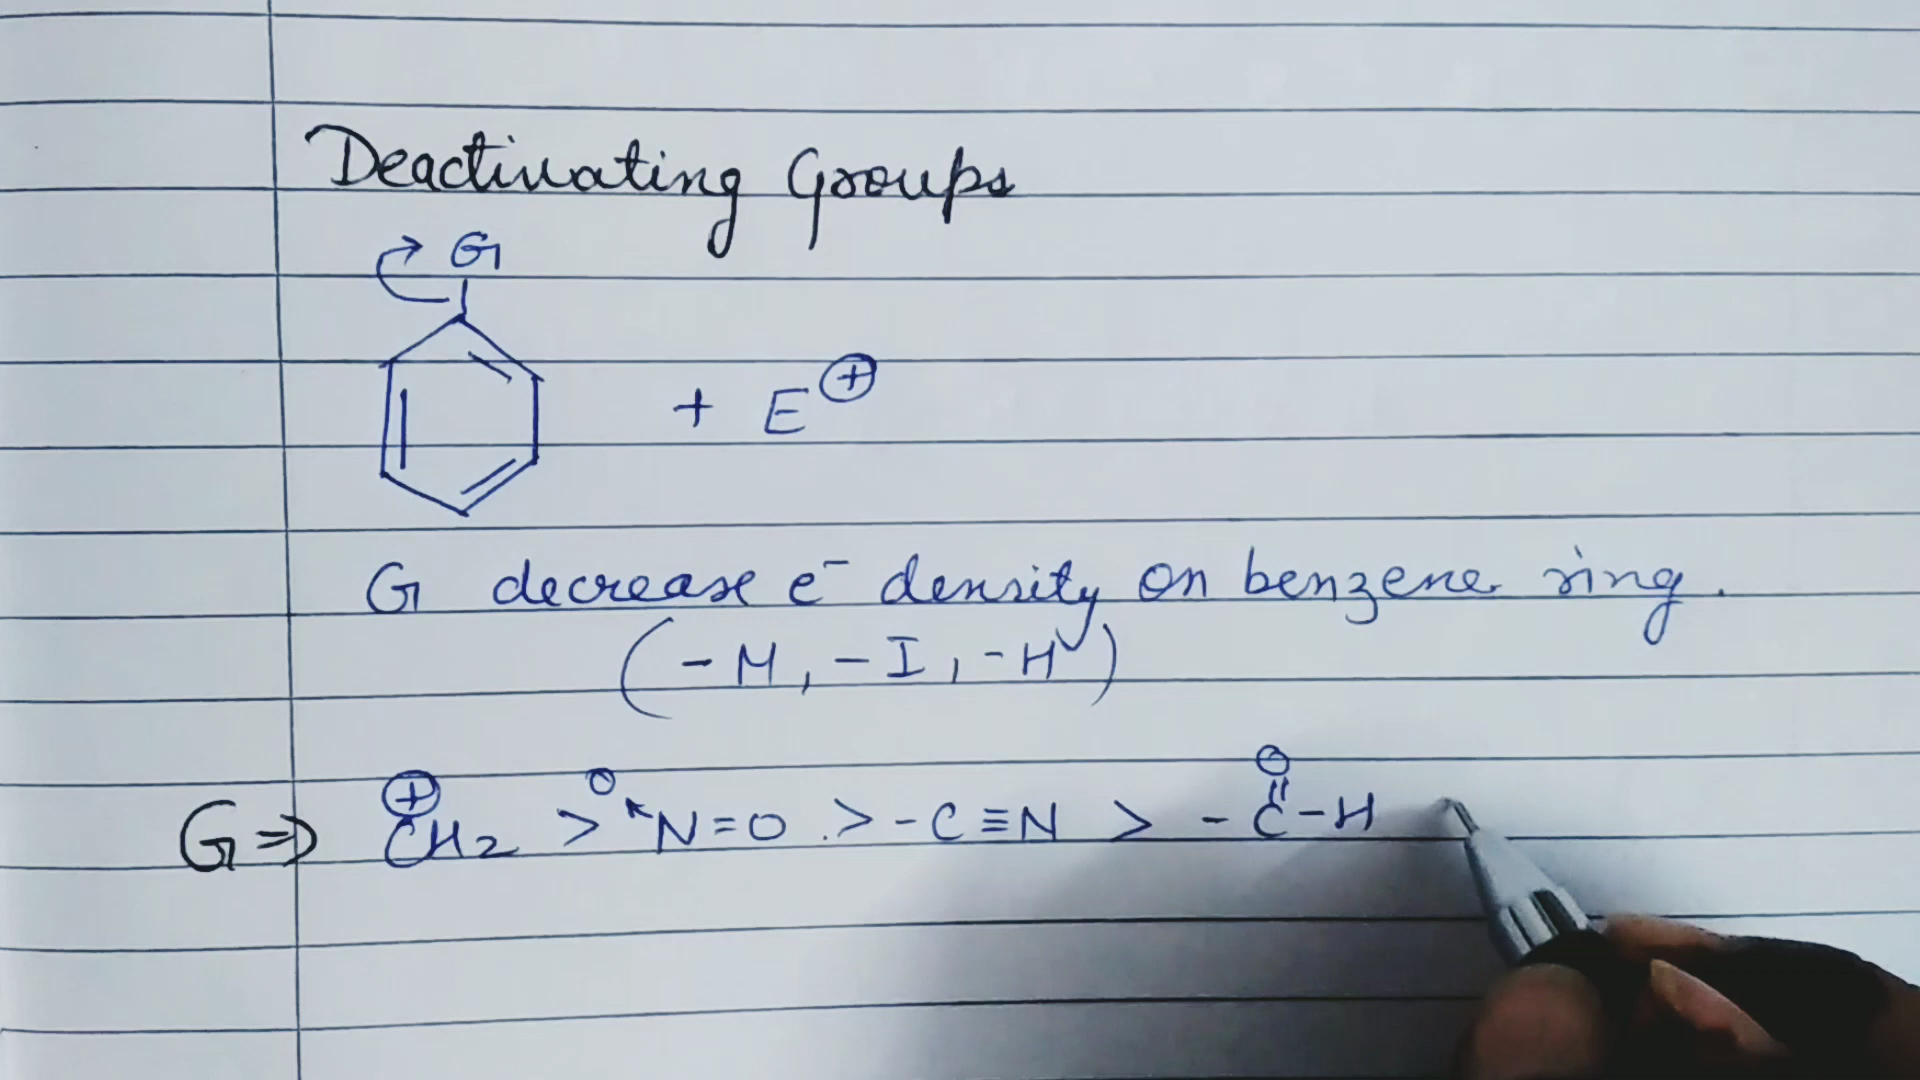 Deactivating Groups
G
+ E⊕
G decrease e⁻ density on benzene ring.
(-M, -I, -H)
⊕ O O
G ⇒ CH2 > N=O > -C≡N > -C-H